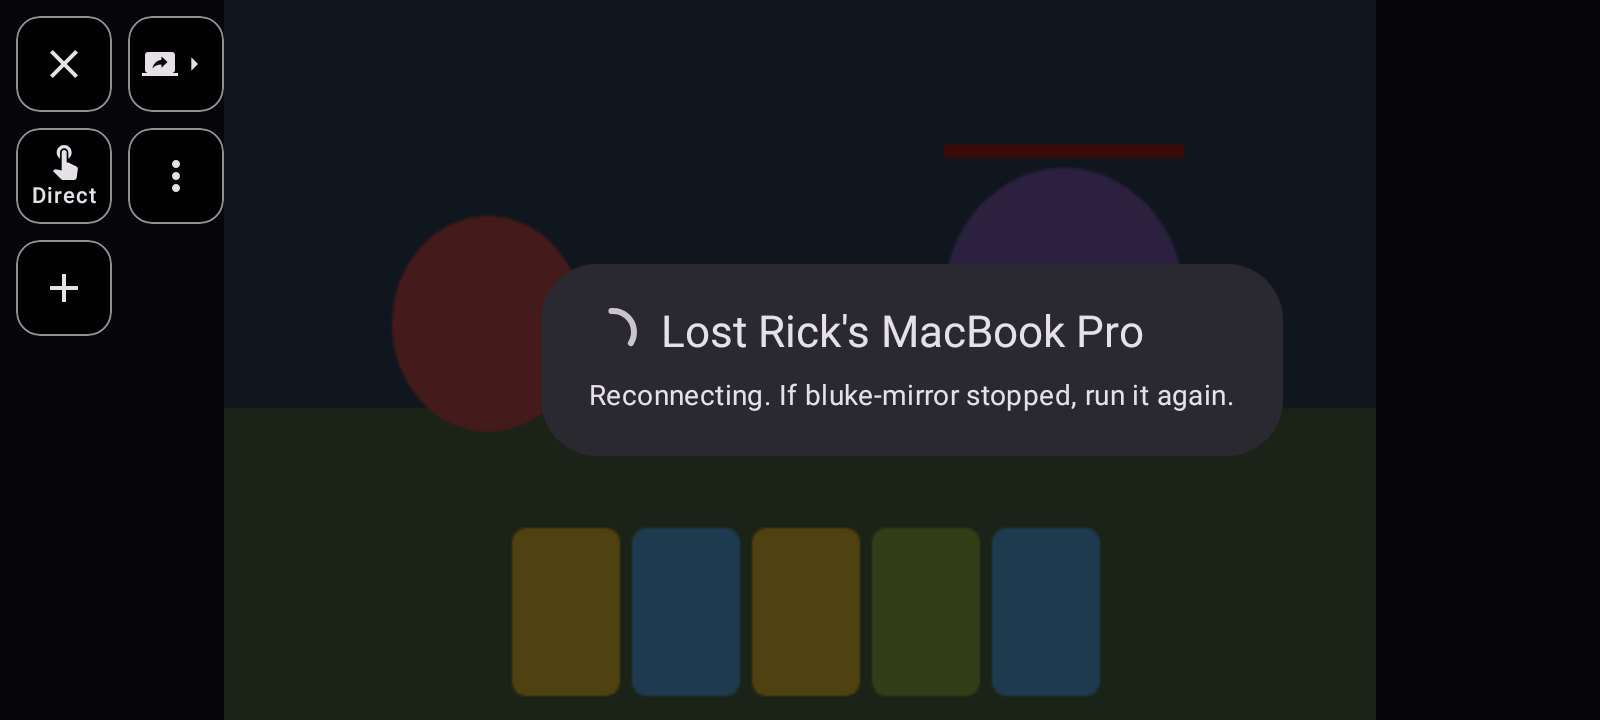 Direct
Lost Rick's MacBook Pro
Reconnecting. If bluke-mirror stopped, run it again.